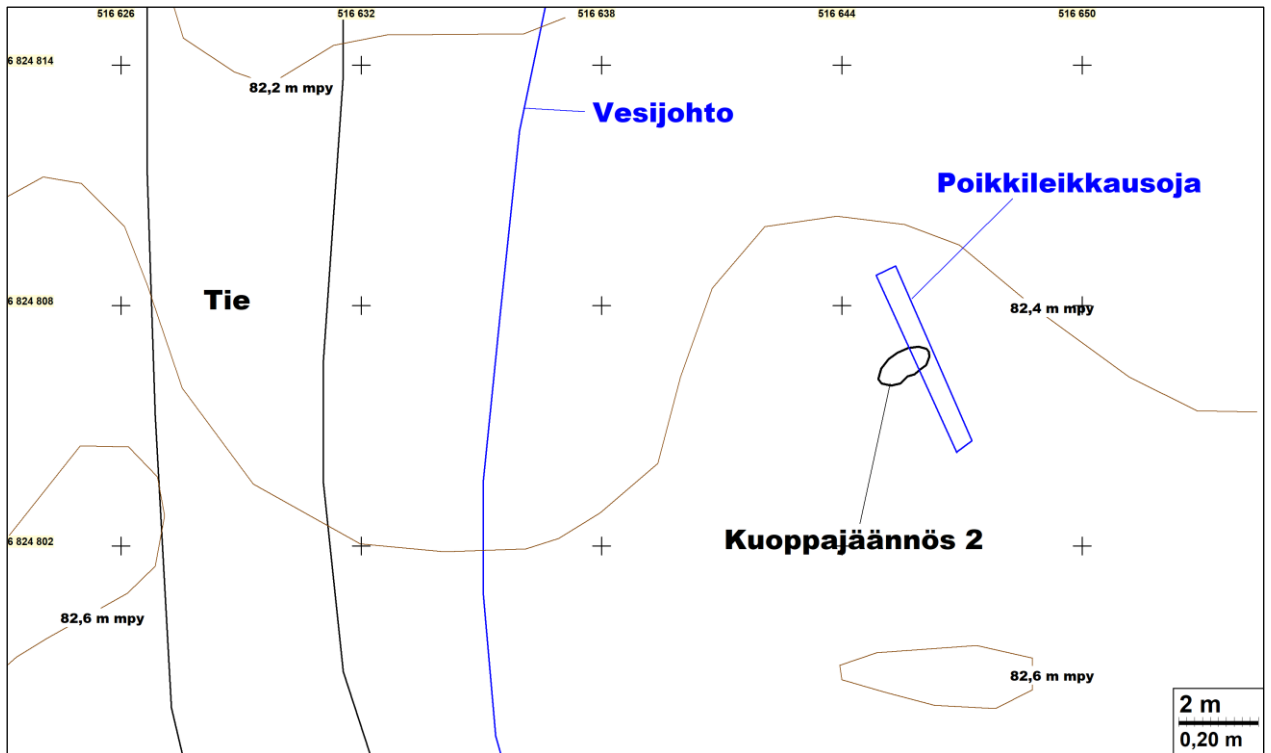 516 626
516 632
516 638
516 644
516 650
6 824 814
82,2 m mpy
Vesijohto
Poikkileikkausoja
Tie
6 824 808
82,4 m mpy
6 824 802
Kuoppajäännös 2
82,6 m mpy
82,6 m mpy
2 m
0,20 m